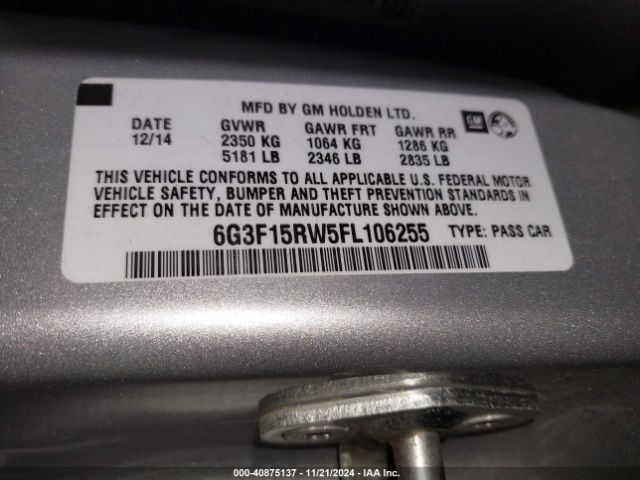 MFD BY GM HOLDEN LTD.
DATE GVWR GAWR FRT GAWR RR
12/14 2350 KG 1064 KG 1286 KG
5181 LB 2346 LB 2835 LB
THIS VEHICLE CONFORMS TO ALL APPLICABLE U.S. FEDERAL MOTOR
VEHICLE SAFETY, BUMPER AND THEFT PREVENTION STANDARDS IN
EFFECT ON THE DATE OF MANUFACTURE SHOWN ABOVE.
6G3F15RW5FL106255 TYPE: PASS CAR
000-40875137 - 11/21/2024 - IAA Inc.